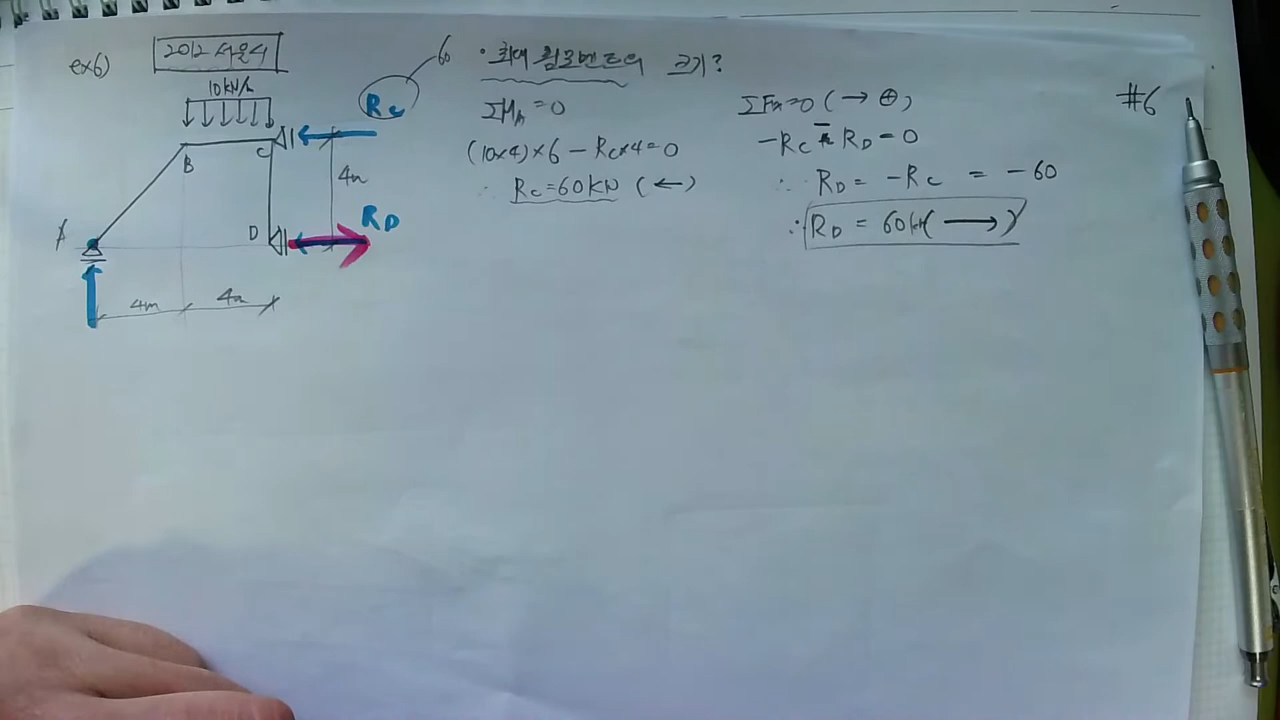 ex6) 2012 서울시
• 최대 휨모멘트의 크기?
#6
10kN/m
Rc
60
B
C
4m
A
D
RD
4m
4m
ΣMA=0
(10×4)×6-Rc×4=0
∴ Rc=60kN (←)
ΣFx=0 (→ ⊕)
-Rc - RD=0
∴ RD = -Rc = -60
∴ RD = 60kN(→)